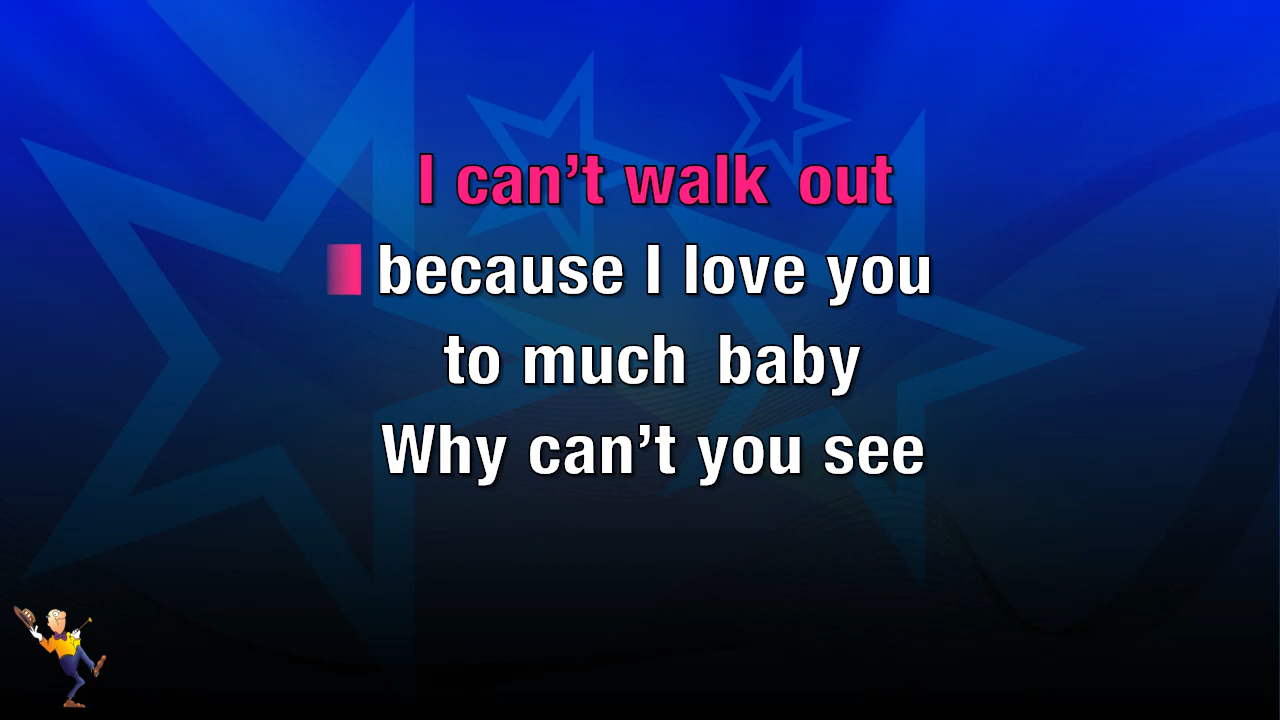 I can’t walk out
because I love you
to much baby
Why can’t you see